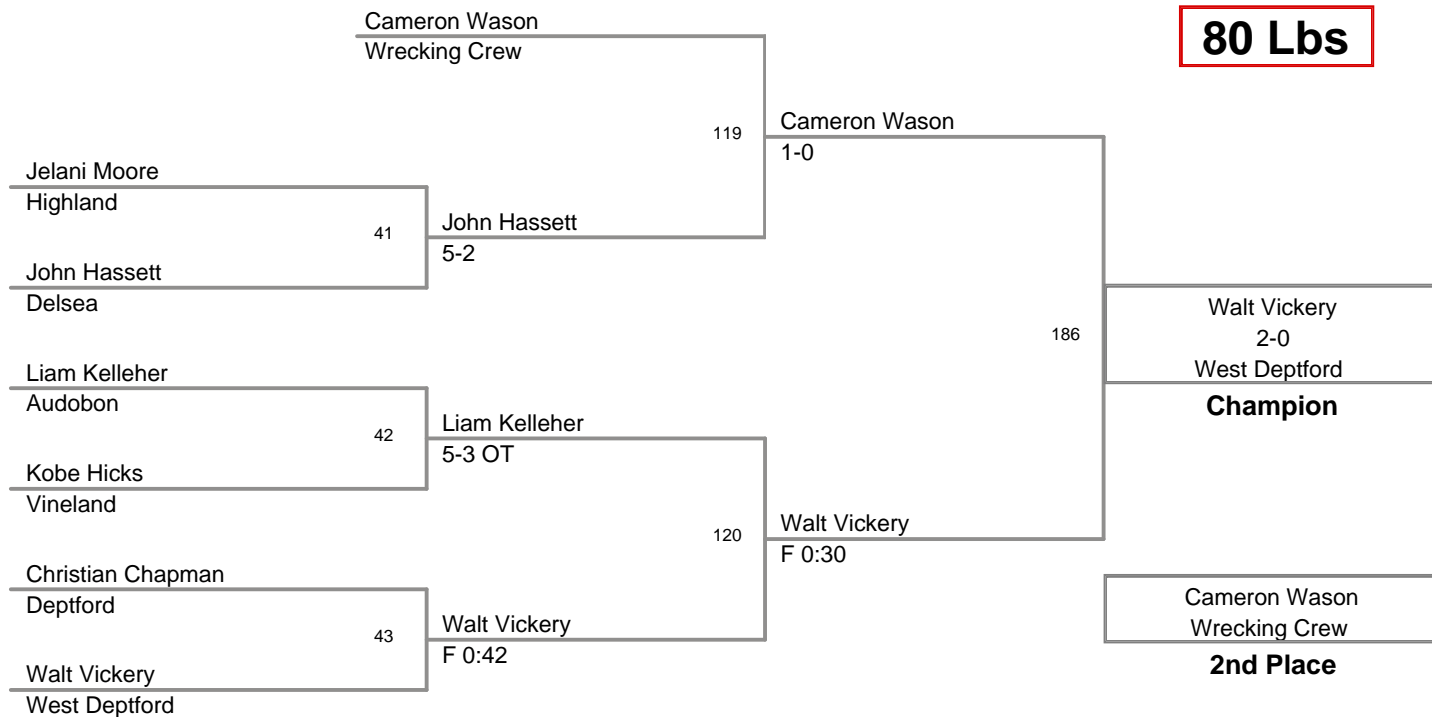 Cameron Wason
Wrecking Crew
80 Lbs
119
Cameron Wason
1-0
Jelani Moore
Highland
41
John Hassett
5-2
John Hassett
Delsea
186
Walt Vickery
2-0
West Deptford
Champion
Liam Kelleher
Audobon
42
Liam Kelleher
5-3 OT
Kobe Hicks
Vineland
120
Walt Vickery
F 0:30
Christian Chapman
Deptford
43
Walt Vickery
F 0:42
Walt Vickery
West Deptford
Cameron Wason
Wrecking Crew
2nd Place